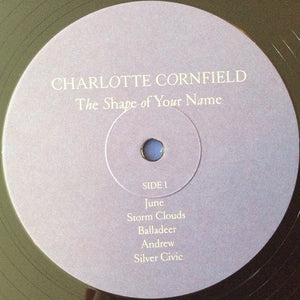 CHARLOTTE CORNFIELD
The Shape of Your Name
SIDE 1
June
Storm Clouds
Balladeer
Andrew
Silver Civic